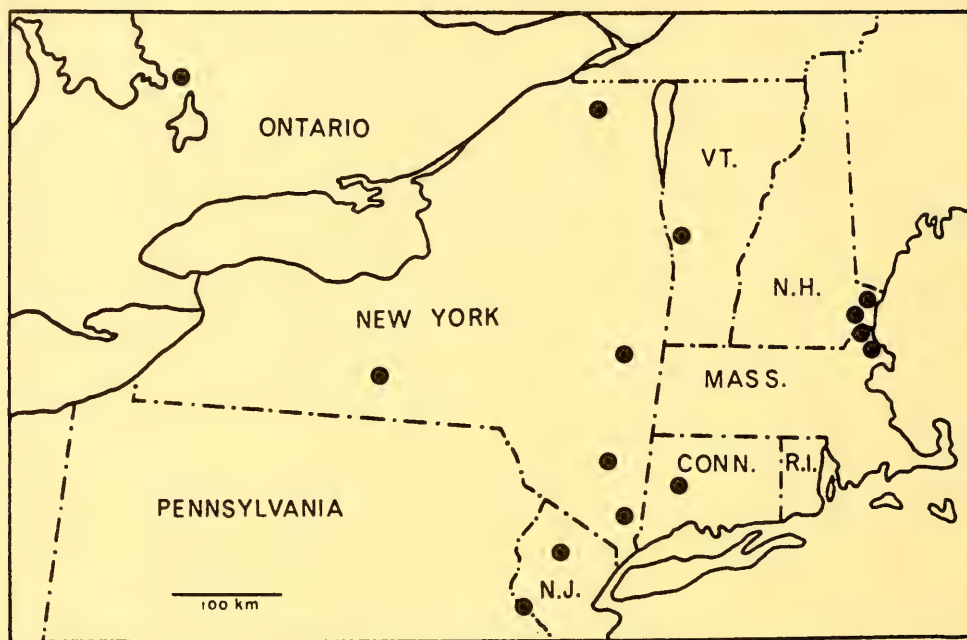 ONTARIO
VT.
N.H.
NEW YORK
MASS.
CONN.
R.I.
PENNSYLVANIA
N.J.
100 km